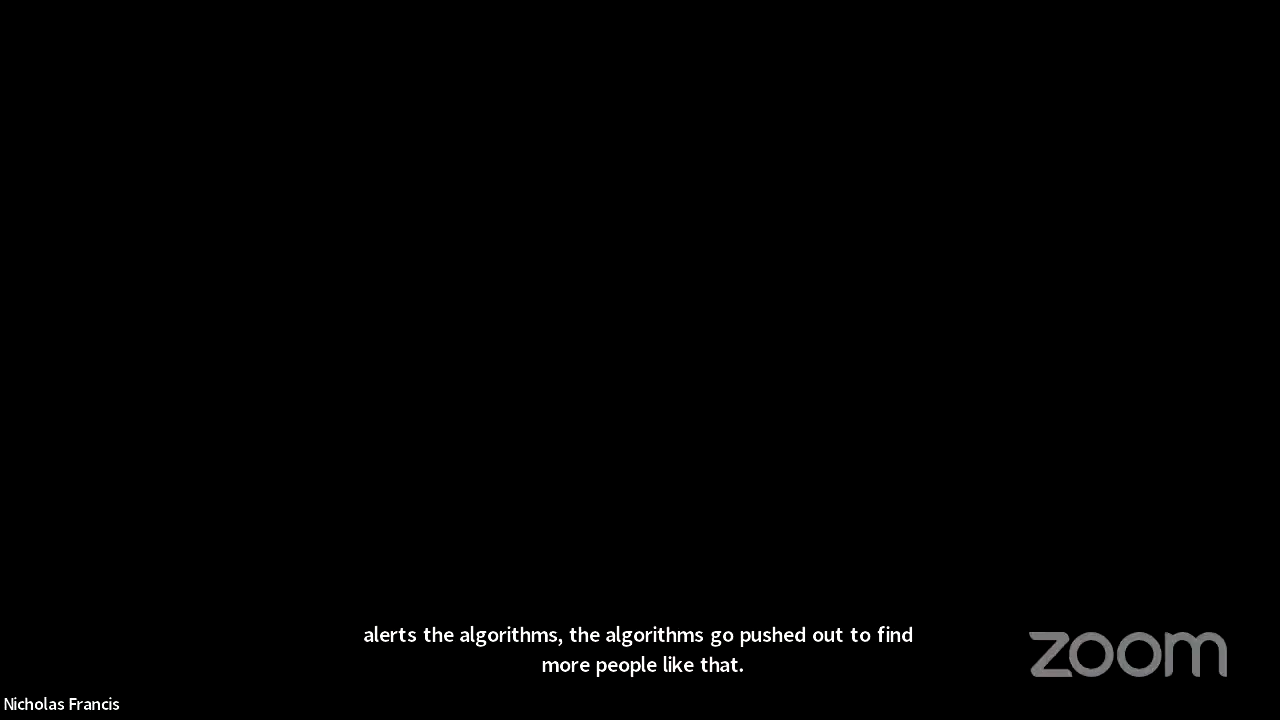 alerts the algorithms, the algorithms go pushed out to find
more people like that.
zoom
Nicholas Francis